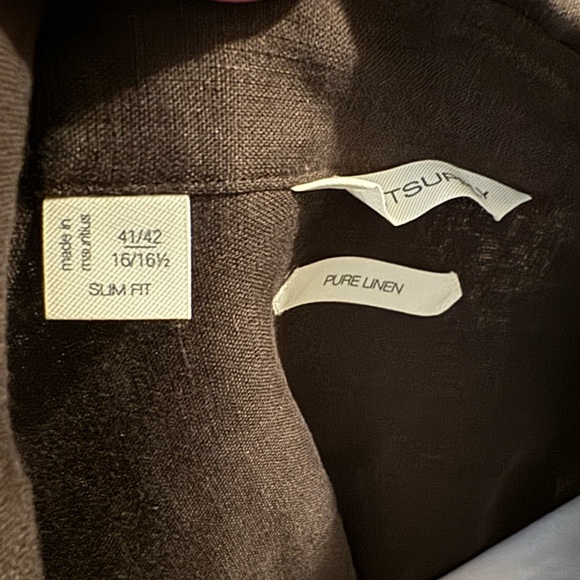 made in
mauritius
41/42
16/16½
SLIM FIT
PURE LINEN